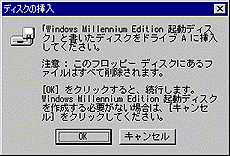 ディスクの挿入
「Windows Millennium Edition 起動ディス
ク」と書いたディスクをドライブ A に挿入
してください。
注意 : このフロッピー ディスクにあるファ
イルはすべて削除されます。
[OK] をクリックすると、続行します。
Windows Millennium Edition 起動ディスク
を作成する必要がない場合は、[キャンセ
ル] をクリックしてください。
OK
キャンセル